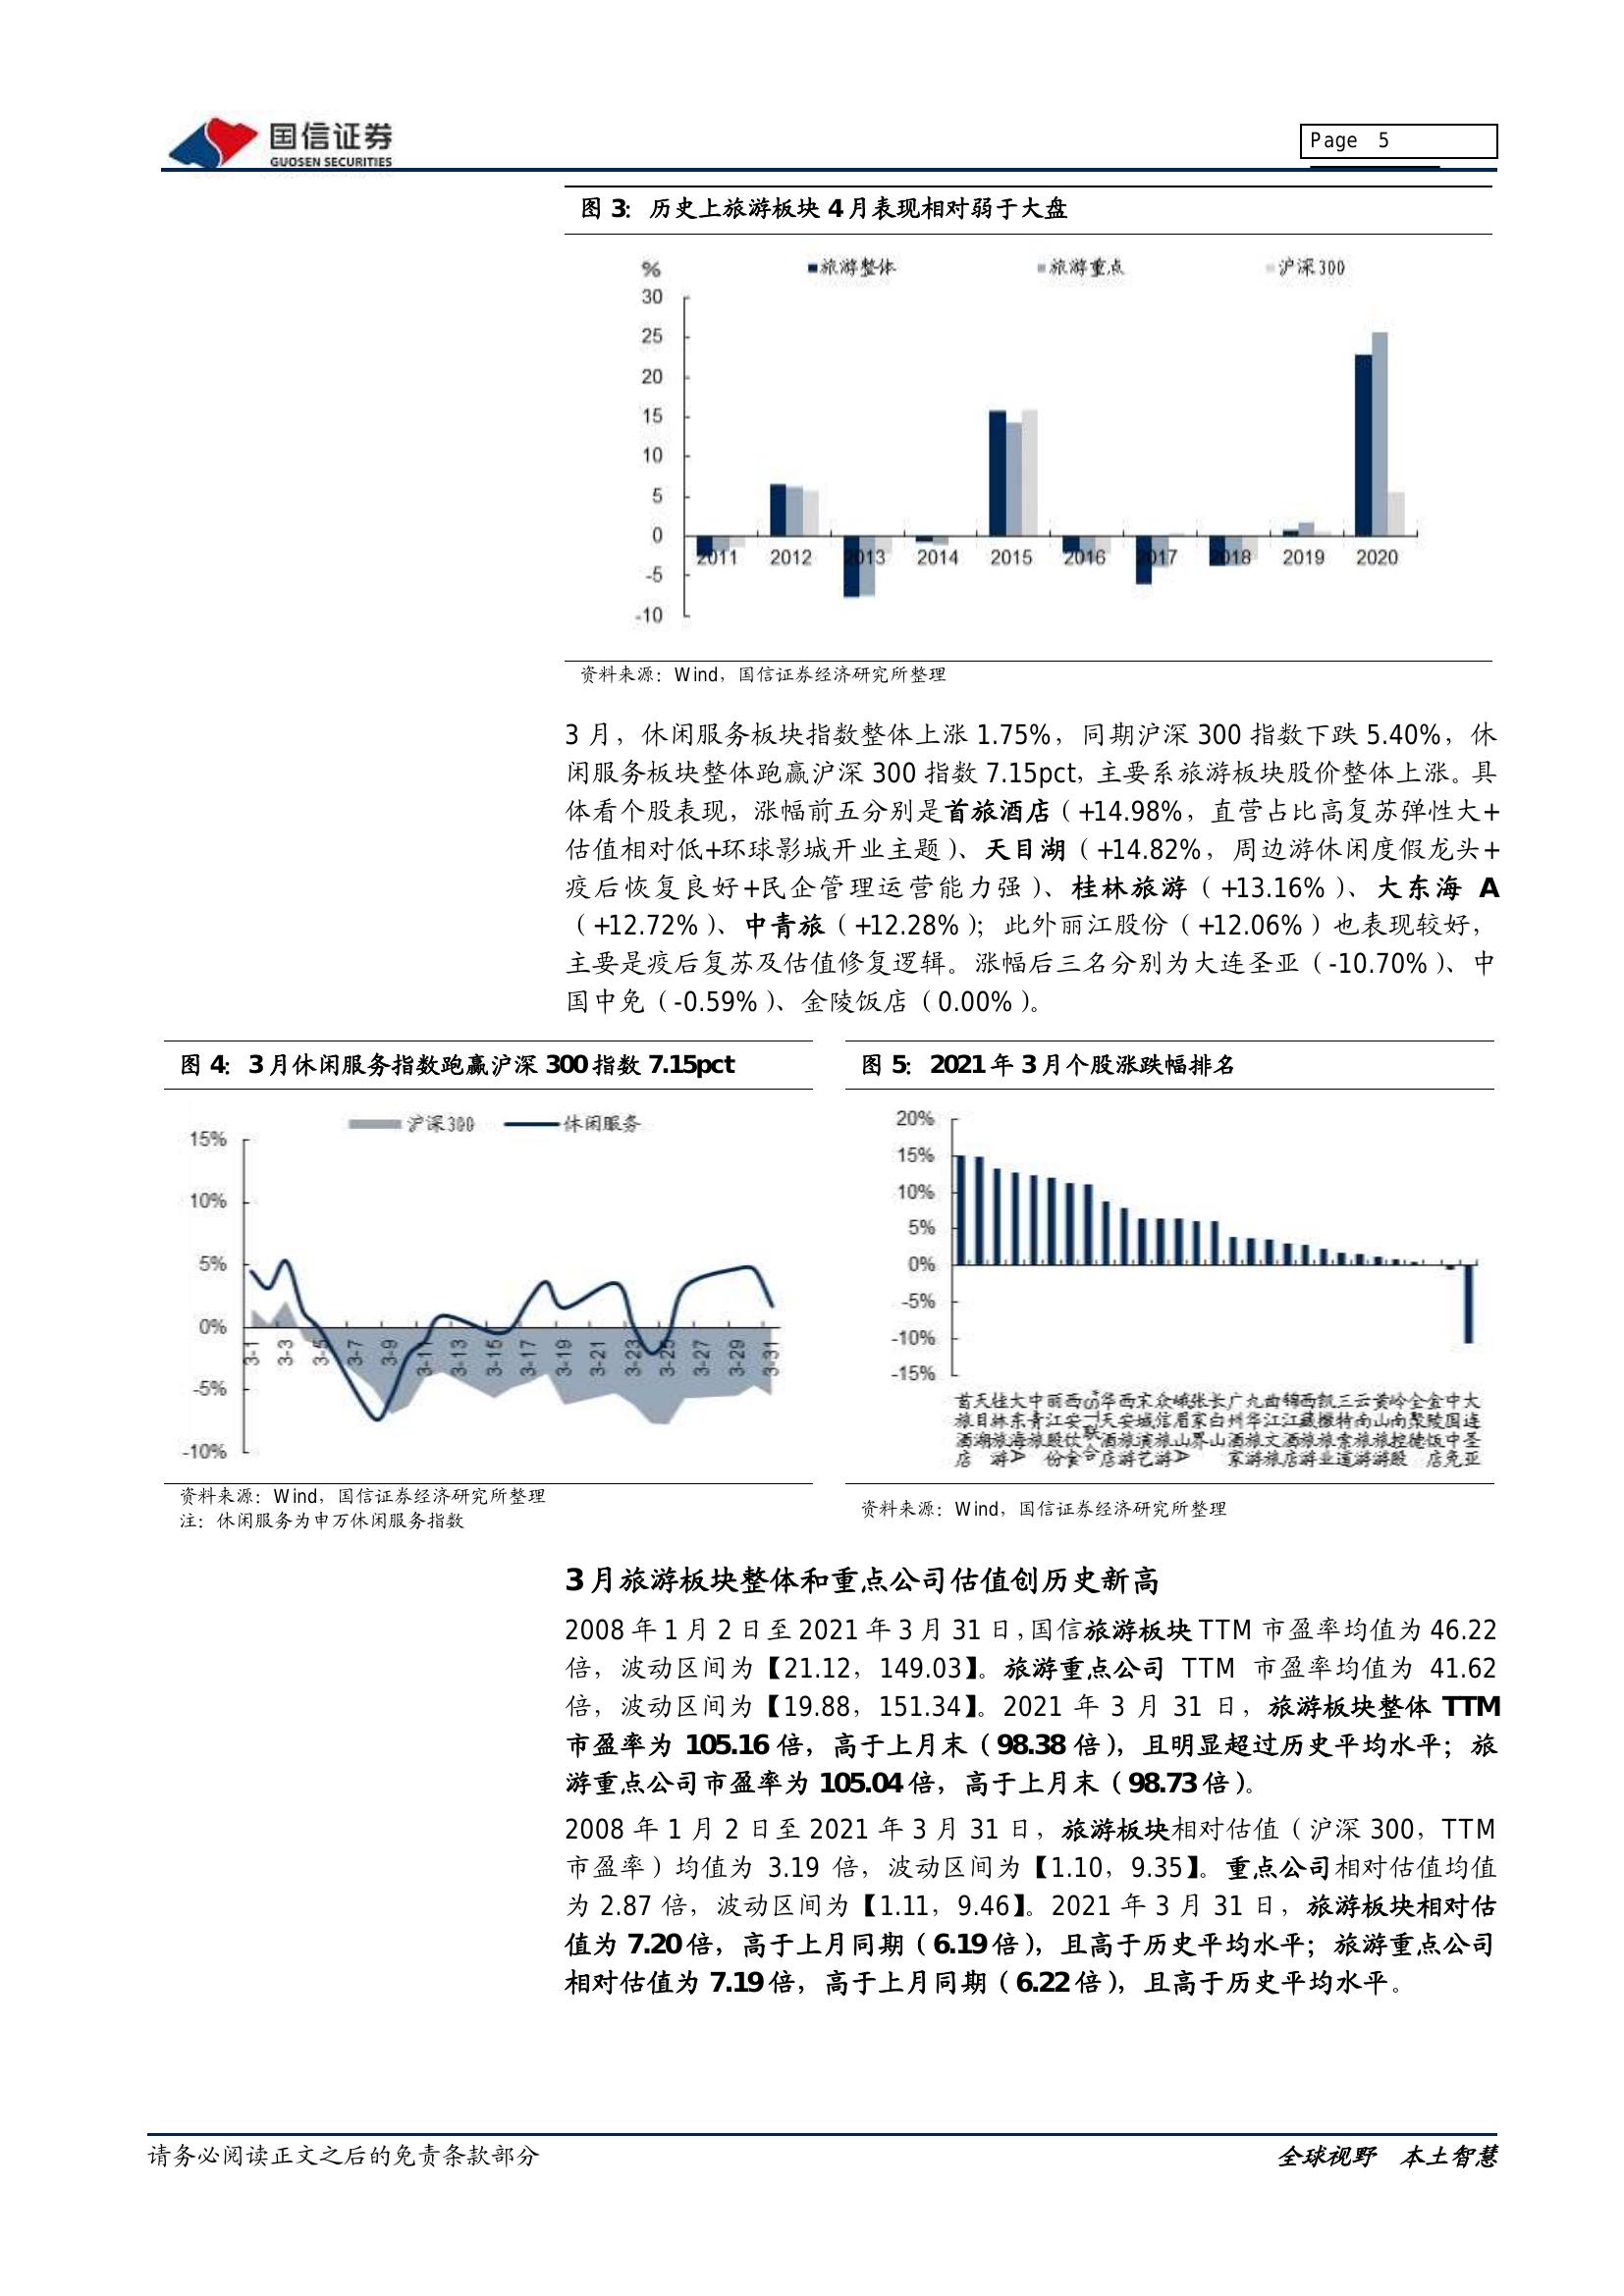 国信证券
GUOSEN SECURITIES
Page 5
图 3：历史上旅游板块 4 月表现相对弱于大盘
%
旅游整体
旅游重点
沪深300
30
25
20
15
10
5
0
-5
-10
2011
2012
2013
2014
2015
2016
2017
2018
2019
2020
资料来源：Wind，国信证券经济研究所整理
3 月，休闲服务板块指数整体上涨 1.75%，同期沪深 300 指数下跌 5.40%，休
闲服务板块整体跑赢沪深 300 指数 7.15pct，主要系旅游板块股价整体上涨。具
体看个股表现，涨幅前五分别是首旅酒店（+14.98%，直营占比高复苏弹性大+
估值相对低+环球影城开业主题）、天目湖（+14.82%，周边游休闲度假龙头+
疫后恢复良好+民企管理运营能力强）、桂林旅游（+13.16%）、大东海 A
（+12.72%）、中青旅（+12.28%）；此外丽江股份（+12.06%）也表现较好，
主要是疫后复苏及估值修复逻辑。涨幅后三名分别为大连圣亚（-10.70%）、中
国中免（-0.59%）、金陵饭店（0.00%）。
图 4：3 月休闲服务指数跑赢沪深 300 指数 7.15pct
沪深300
休闲服务
15%
10%
5%
0%
-5%
-10%
3-1
3-3
3-5
3-7
3-9
3-11
3-13
3-15
3-17
3-19
3-21
3-23
3-25
3-27
3-29
3-31
资料来源：Wind，国信证券经济研究所整理
注：休闲服务为申万休闲服务指数
图 5：2021 年 3 月个股涨跌幅排名
20%
15%
10%
5%
0%
-5%
-10%
-15%
首旅酒店
天目湖
桂林旅游
大东海A
中青旅
丽江股份
西安饮食
*ST联合
华天酒店
西安旅游
宋城演艺
众信旅游
峨眉山A
张家界
长白山
广州酒家
九华旅游
曲江文旅
锦江酒店
西藏旅游
凯撒旅业
三特索道
云南旅游
黄山旅游
岭南控股
全聚德
金陵饭店
中国中免
大连圣亚
资料来源：Wind，国信证券经济研究所整理
3 月旅游板块整体和重点公司估值创历史新高
2008 年 1 月 2 日至 2021 年 3 月 31 日，国信旅游板块 TTM 市盈率均值为 46.22
倍，波动区间为【21.12，149.03】。旅游重点公司 TTM 市盈率均值为 41.62
倍，波动区间为【19.88，151.34】。2021 年 3 月 31 日，旅游板块整体 TTM
市盈率为 105.16 倍，高于上月末（98.38 倍），且明显超过历史平均水平；旅
游重点公司市盈率为 105.04 倍，高于上月末（98.73 倍）。
2008 年 1 月 2 日至 2021 年 3 月 31 日，旅游板块相对估值（沪深 300，TTM
市盈率）均值为 3.19 倍，波动区间为【1.10，9.35】。重点公司相对估值均值
为 2.87 倍，波动区间为【1.11，9.46】。2021 年 3 月 31 日，旅游板块相对估
值为 7.20 倍，高于上月同期（6.19 倍），且高于历史平均水平；旅游重点公司
相对估值为 7.19 倍，高于上月同期（6.22 倍），且高于历史平均水平。
请务必阅读正文之后的免责条款部分
全球视野 本土智慧